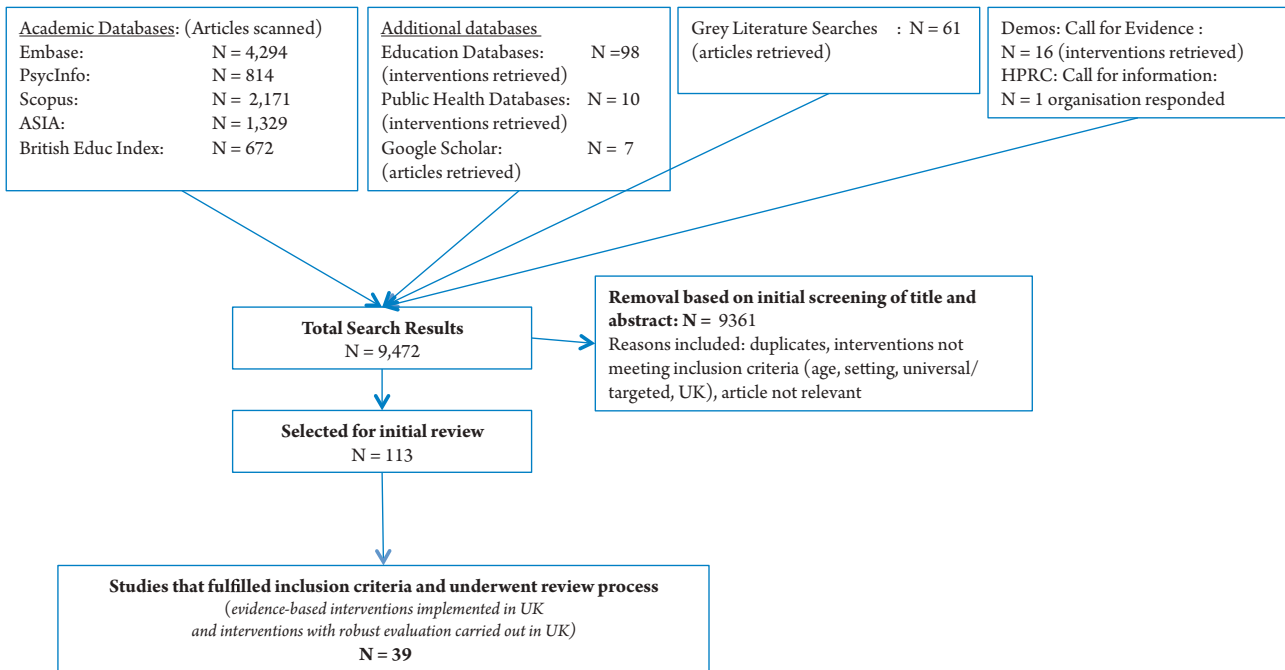 Academic Databases: (Articles scanned)
Embase: N = 4,294
PsycInfo: N = 814
Scopus: N = 2,171
ASIA: N = 1,329
British Educ Index: N = 672
Additional databases
Education Databases: N =98
(interventions retrieved)
Public Health Databases: N = 10
(interventions retrieved)
Google Scholar: N = 7
(articles retrieved)
Grey Literature Searches : N = 61
(articles retrieved)
Demos: Call for Evidence :
N = 16 (interventions retrieved)
HPRC: Call for information:
N = 1 organisation responded
Total Search Results
N = 9,472
Removal based on initial screening of title and
abstract: N = 9361
Reasons included: duplicates, interventions not
meeting inclusion criteria (age, setting, universal/
targeted, UK), article not relevant
Selected for initial review
N = 113
Studies that fulfilled inclusion criteria and underwent review process
(evidence-based interventions implemented in UK
and interventions with robust evaluation carried out in UK)
N = 39